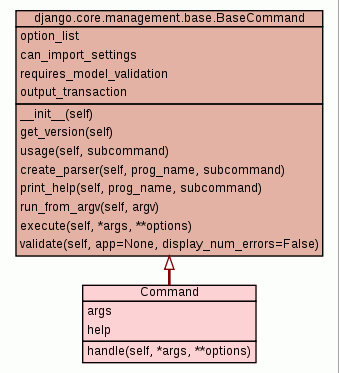 django.core.management.base.BaseCommand
option_list
can_import_settings
requires_model_validation
output_transaction
__init__(self)
get_version(self)
usage(self, subcommand)
create_parser(self, prog_name, subcommand)
print_help(self, prog_name, subcommand)
run_from_argv(self, argv)
execute(self, *args, **options)
validate(self, app=None, display_num_errors=False)
Command
args
help
handle(self, *args, **options)